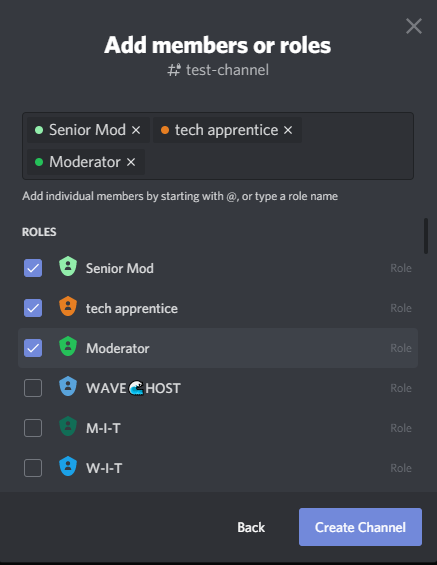 Add members or roles
test-channel
Senior Mod × tech apprentice ×
Moderator ×
Add individual members by starting with @, or type a role name
ROLES
Senior Mod Role
tech apprentice Role
Moderator Role
WAVE🌊HOST Role
M-I-T Role
W-I-T Role
Back Create Channel